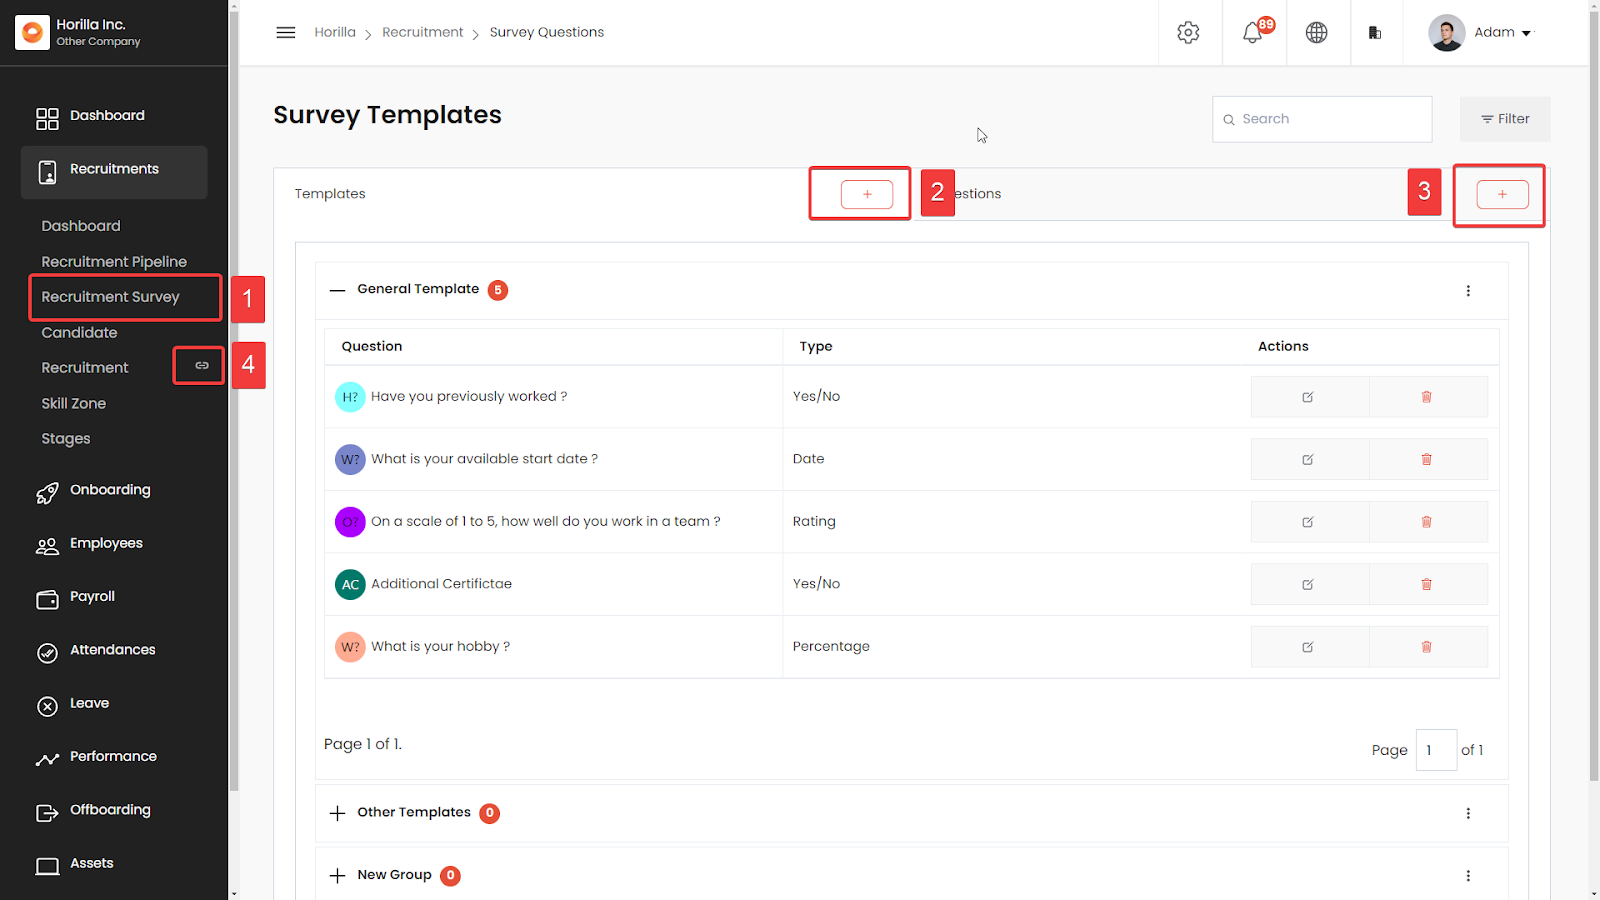 Horilla Inc.
Other Company
Dashboard
Recruitments
Dashboard
Recruitment Pipeline
Recruitment Survey
1
Candidate
Recruitment
4
Skill Zone
Stages
Onboarding
Employees
Payroll
Attendances
Leave
Performance
Offboarding
Assets
Horilla > Recruitment > Survey Questions
89
Adam
Survey Templates
Search
Filter
Templates
+
2
estions
3
+
General Template 5
Question Type Actions
H? Have you previously worked ? Yes/No
W? What is your available start date ? Date
O? On a scale of 1 to 5, how well do you work in a team ? Rating
AC Additional Certifictae Yes/No
W? What is your hobby ? Percentage
Page 1 of 1.
Page 1 of 1
Other Templates 0
New Group 0